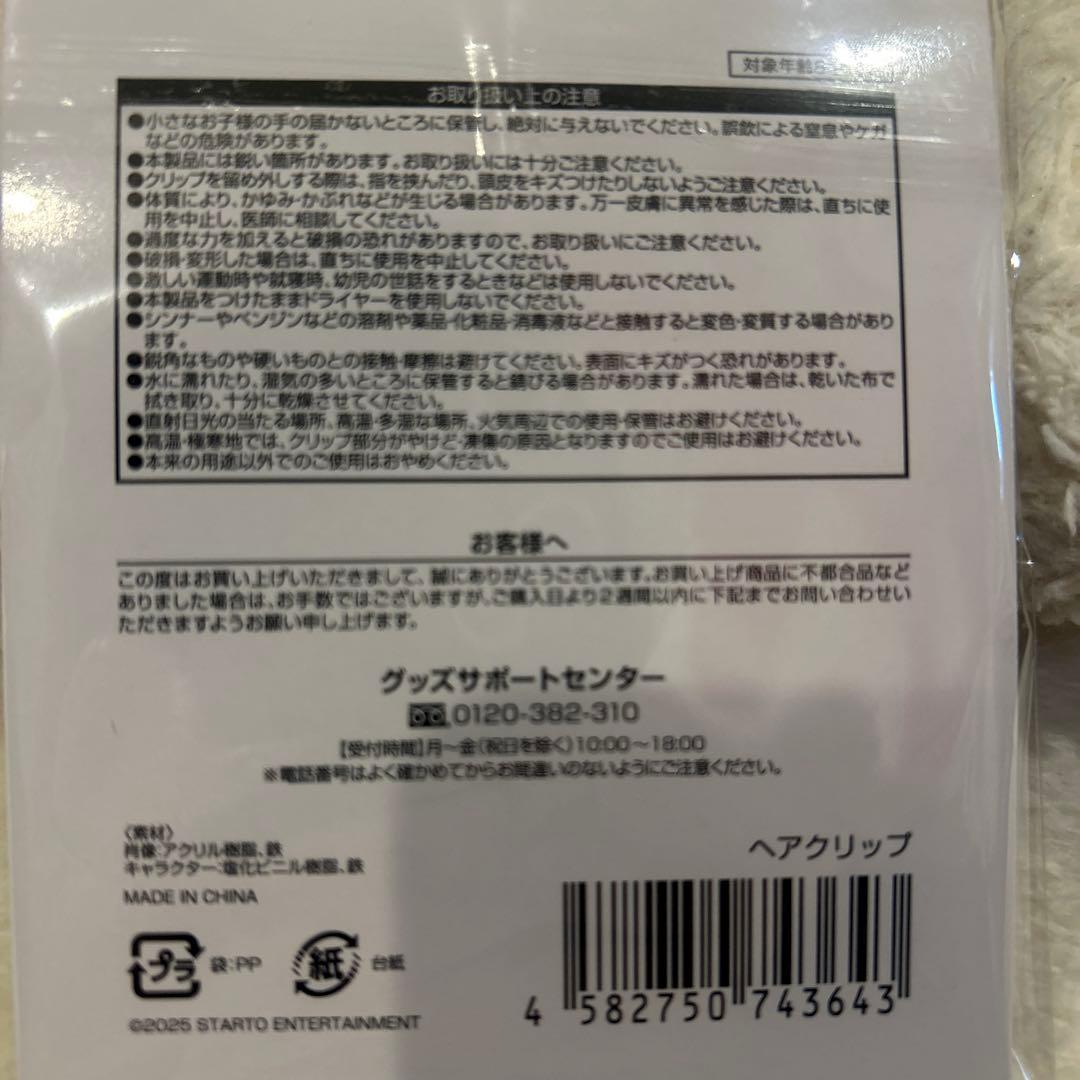 対象年齢
お取り扱い上の注意
●小さなお子様の手の届かないところに保管し、絶対に与えないでください。誤飲による窒息やケガ
などの危険があります。
●本製品には鋭い箇所があります。お取り扱いには十分ご注意ください。
●クリップを留め外しする際は、指を挟んだり、頭皮をキズつけたりしないようご注意ください。
●体質により、かゆみ・かぶれなどが生じる場合があります。万一皮膚に異常を感じた際は、直ちに使
用を中止し、医師に相談してください。
●過度な力を加えると破損の恐れがありますので、お取り扱いにご注意ください。
●破損・変形した場合は、直ちに使用を中止してください。
●激しい運動時や就寝時、幼児の世話をするときなどは使用しないでください。
●本製品をつけたままドライヤーを使用しないでください。
●シンナーやベンジンなどの溶剤や薬品・化粧品・消毒液などと接触すると変色・変質する場合があり
ます。
●鋭角なものや硬いものとの接触・摩擦は避けてください。表面にキズがつく恐れがあります。
●水に濡れたり、湿気の多いところに保管すると錆びる場合があります。濡れた場合は、乾いた布で
拭き取り、十分に乾燥させてください。
●直射日光の当たる場所、高温・多湿な場所、火気周辺での使用・保管はお避けください。
●高温・極寒地では、クリップ部分がやけど・凍傷の原因となりますのでご使用はお避けください。
●本来の用途以外でのご使用はおやめください。
お客様へ
この度はお買い上げいただきまして、誠にありがとうございます。お買い上げ商品に不都合品など
ありました場合は、お手数ではございますが、ご購入日より2週間以内に下記までお問い合わせい
ただきますようお願い申し上げます。
グッズサポートセンター
0120-382-310
【受付時間】月～金(祝日を除く)10:00～18:00
※電話番号はよく確かめてからお間違いのないようにご注意ください。
〈素材〉
肖像:アクリル樹脂、鉄
キャラクター:塩化ビニル樹脂、鉄
MADE IN CHINA
ヘアクリップ
プラ 袋:PP 紙 台紙
4 582750 743643
©2025 STARTO ENTERTAINMENT